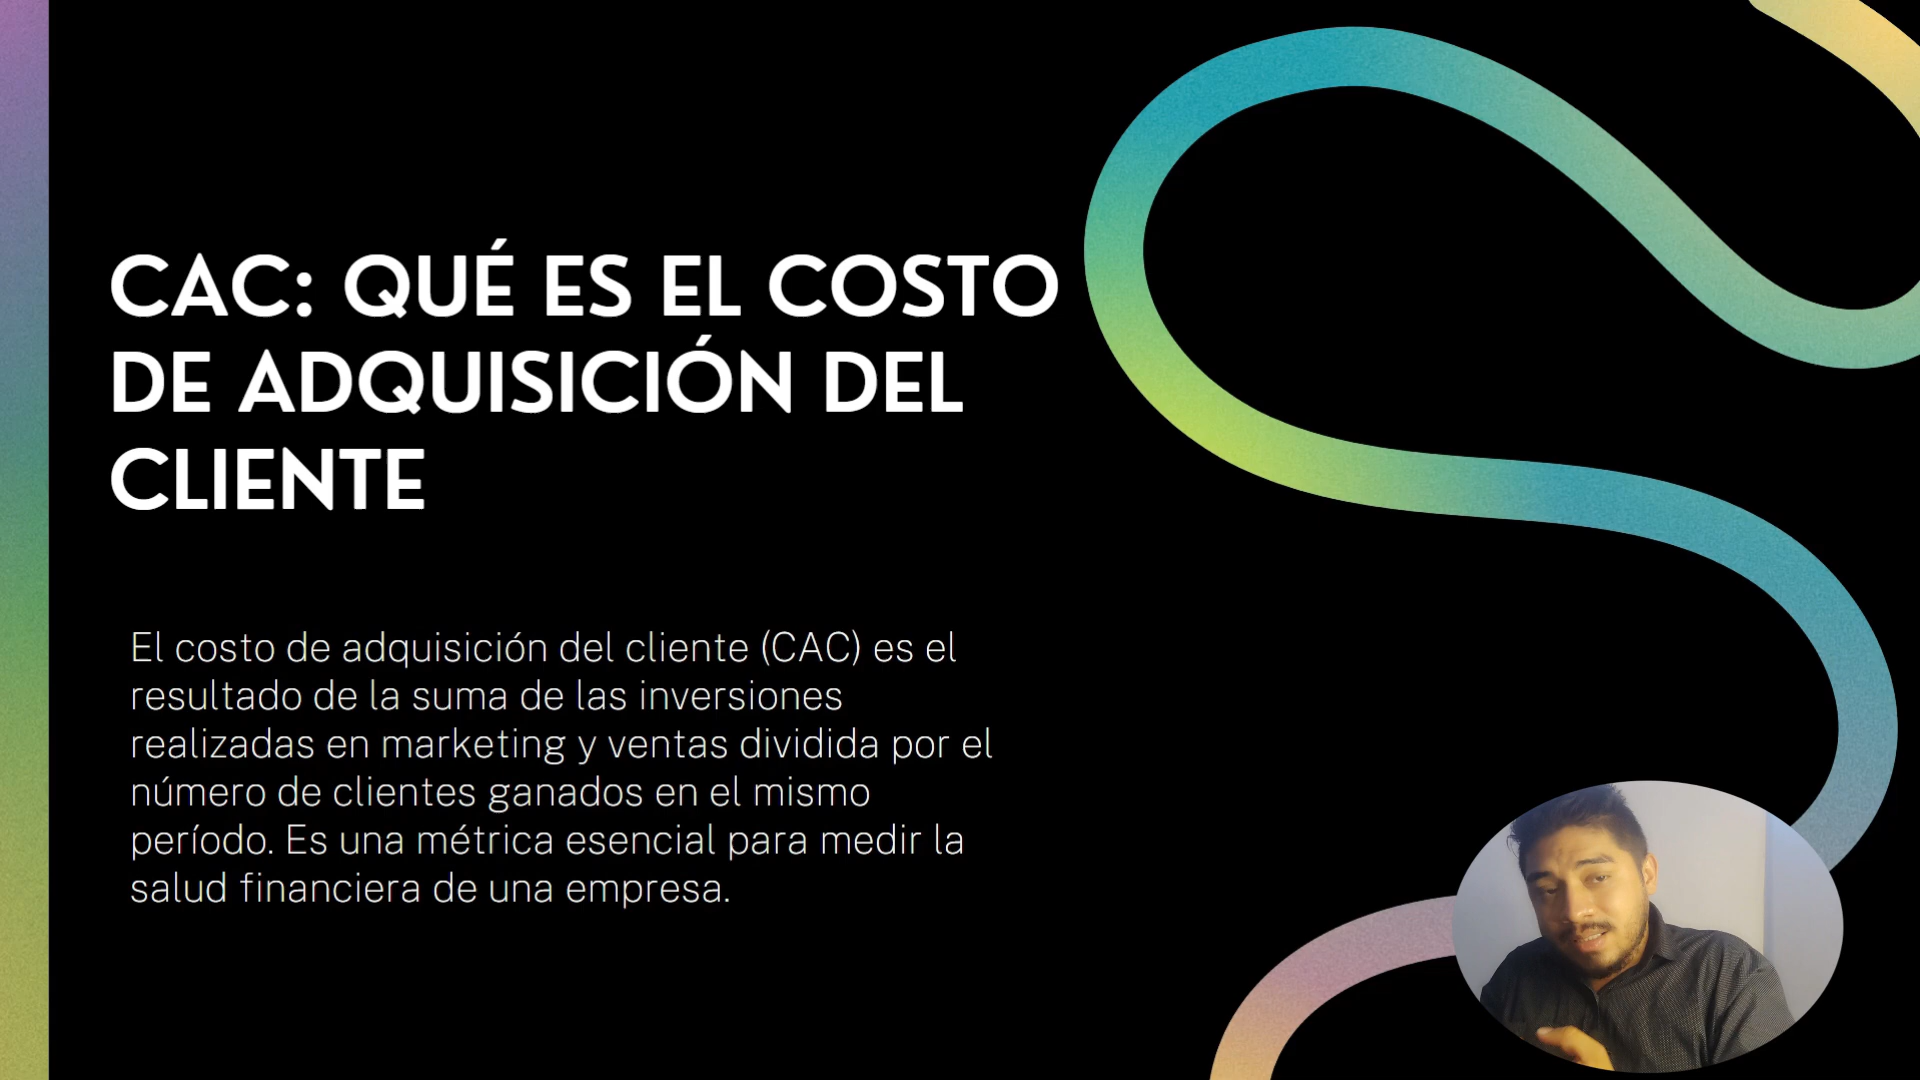 CAC: QUÉ ES EL COSTO
DE ADQUISICIÓN DEL
CLIENTE
El costo de adquisición del cliente (CAC) es el
resultado de la suma de las inversiones
realizadas en marketing y ventas dividida por el
número de clientes ganados en el mismo
período. Es una métrica esencial para medir la
salud financiera de una empresa.